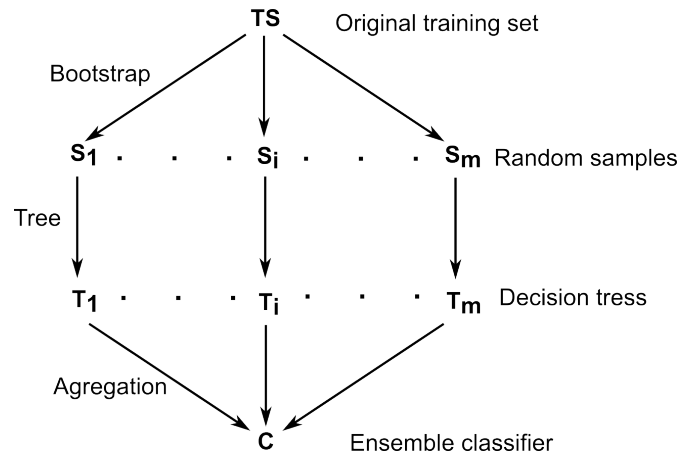 TS Original training set
Bootstrap
S1 . . . Si . . . Sm Random samples
Tree
T1 . . . Ti . . . Tm Decision tress
Agregation
C Ensemble classifier